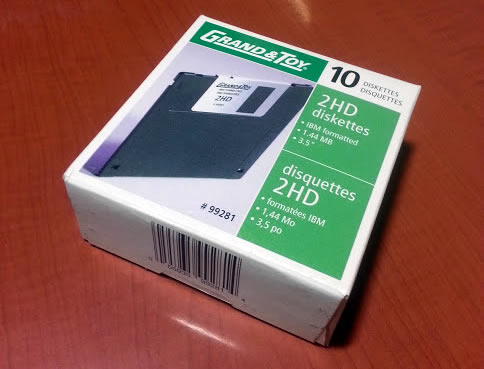 GRAND & TOY®
10 DISKETTES
DISQUETTES
GRAND & TOY
2HD
2HD
diskettes
• IBM formatted
• 1.44 MB
• 3.5"
disquettes
2HD
• formatées IBM
• 1,44 Mo
• 3,5 po
# 99281